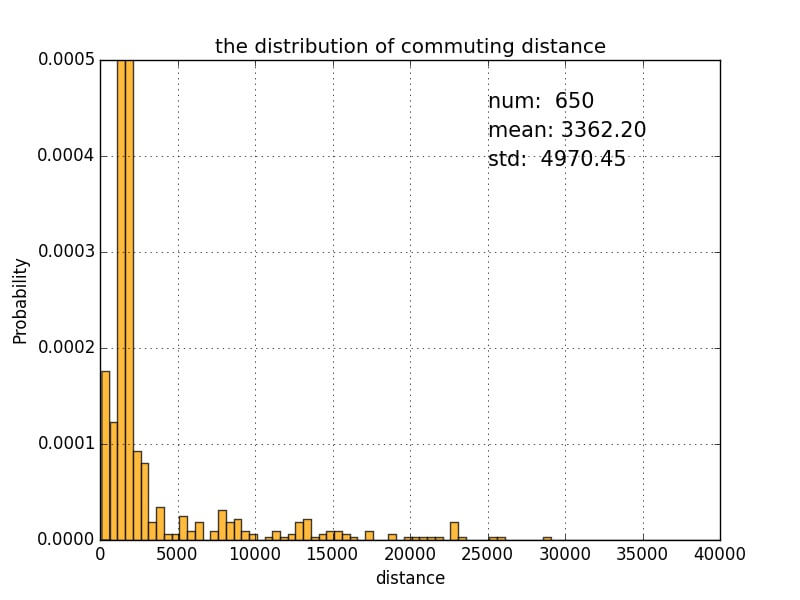 the distribution of commuting distance
0.0005
0.0004
0.0003
0.0002
0.0001
0.0000
Probability
num:  650
mean: 3362.20
std:  4970.45
0 5000 10000 15000 20000 25000 30000 35000 40000
distance